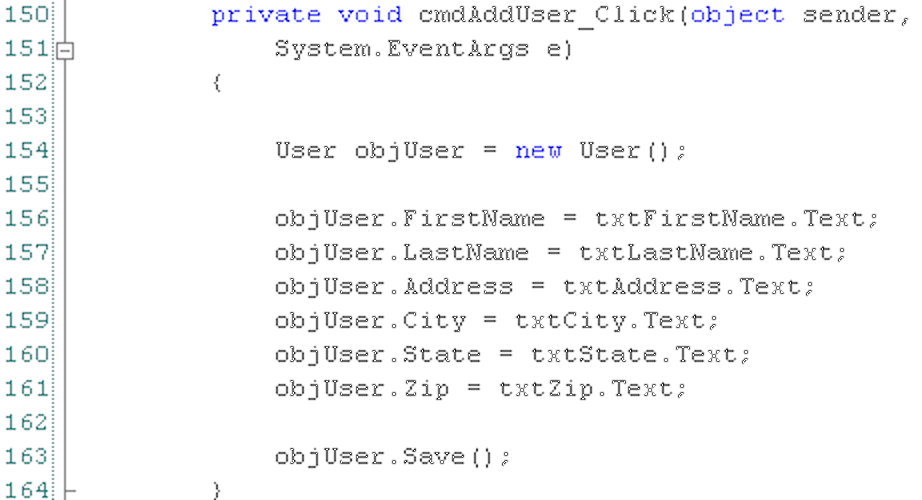 150 private void cmdAddUser_Click(object sender,
151 System.EventArgs e)
152 {
153
154 User objUser = new User();
155
156 objUser.FirstName = txtFirstName.Text;
157 objUser.LastName = txtLastName.Text;
158 objUser.Address = txtAddress.Text;
159 objUser.City = txtCity.Text;
160 objUser.State = txtState.Text;
161 objUser.Zip = txtZip.Text;
162
163 objUser.Save();
164 }